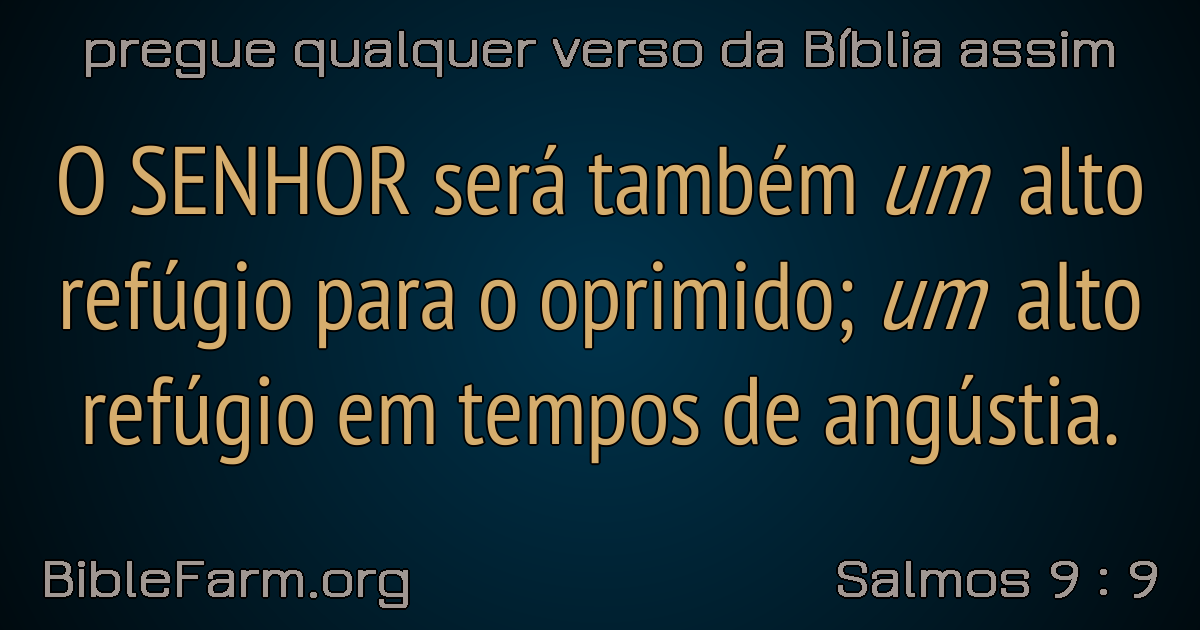 pregue qualquer verso da Bíblia assim
O SENHOR será também um alto
refúgio para o oprimido; um alto
refúgio em tempos de angústia.
BibleFarm.org
Salmos 9 : 9